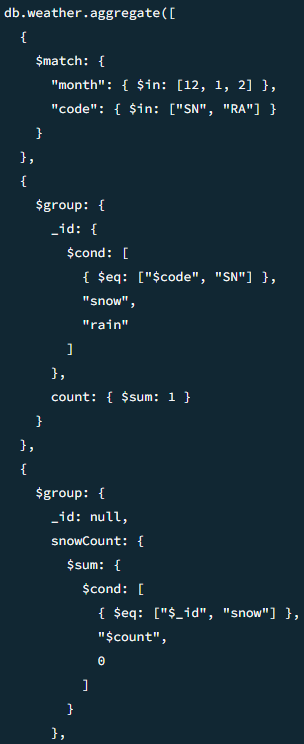 db.weather.aggregate([
  {
    $match: {
      "month": { $in: [12, 1, 2] },
      "code": { $in: ["SN", "RA"] }
    }
  },
  {
    $group: {
      _id: {
        $cond: [
          { $eq: ["$code", "SN"] },
          "snow",
          "rain"
        ]
      },
      count: { $sum: 1 }
    }
  },
  {
    $group: {
      _id: null,
      snowCount: {
        $sum: {
          $cond: [
            { $eq: ["$_id", "snow"] },
            "$count",
            0
          ]
        }
      },